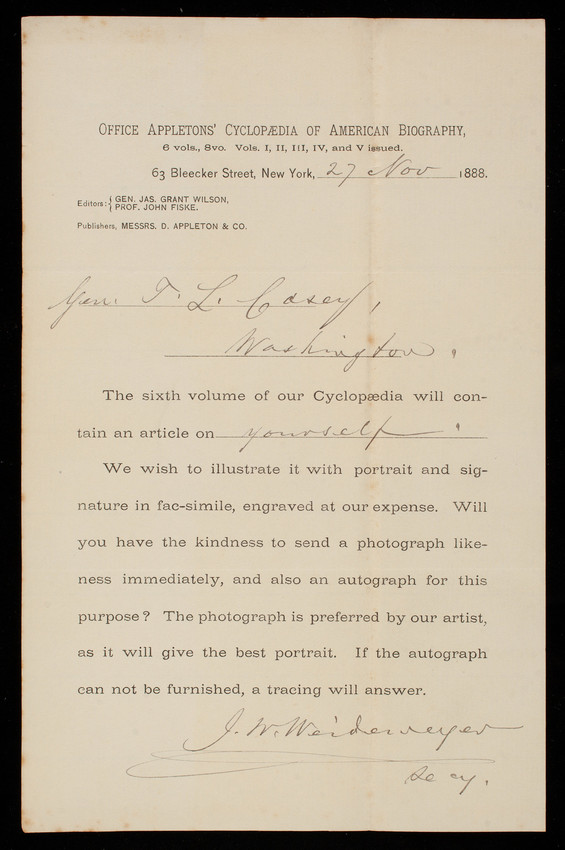 OFFICE APPLETONS' CYCLOPÆDIA OF AMERICAN BIOGRAPHY,
6 vols., 8vo. Vols. I, II, III, IV, and V issued.
63 Bleecker Street, New York, 27 Nov 1888.
Editors: { GEN. JAS. GRANT WILSON,
{ PROF. JOHN FISKE.
Publishers, MESSRS. D. APPLETON & CO.
Gen. T. L. Casey,
Washington.
The sixth volume of our Cyclopædia will con-
tain an article on yourself.
We wish to illustrate it with portrait and sig-
nature in fac-simile, engraved at our expense. Will
you have the kindness to send a photograph like-
ness immediately, and also an autograph for this
purpose? The photograph is preferred by our artist,
as it will give the best portrait. If the autograph
can not be furnished, a tracing will answer.
J. W. Weidemeyer
Secy.